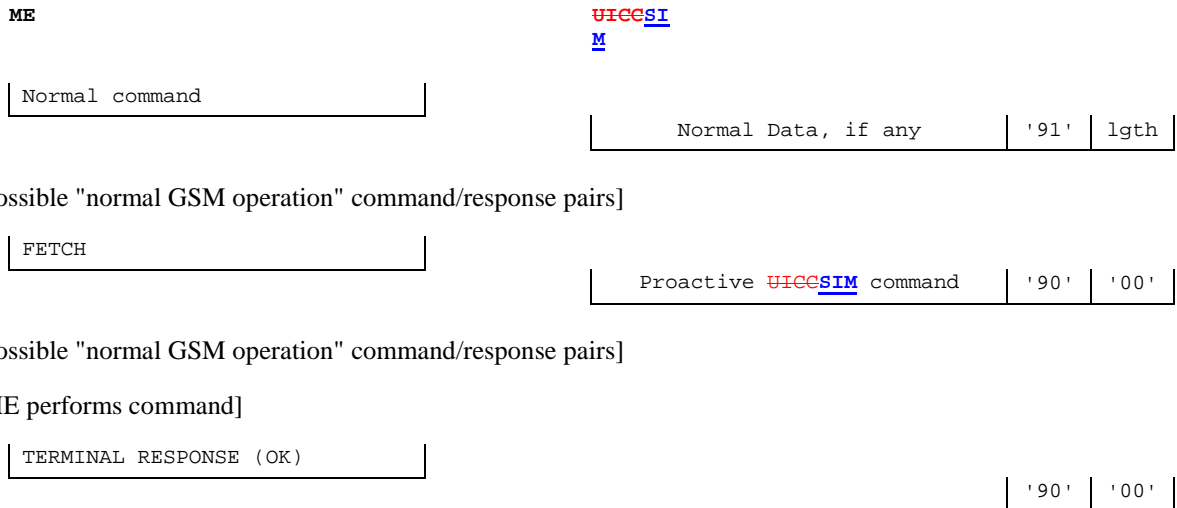 ME UICCSI
M
Normal command
Normal Data, if any '91' lgth
ossible "normal GSM operation" command/response pairs]
FETCH
Proactive UICCSIM command '90' '00'
ossible "normal GSM operation" command/response pairs]
IE performs command]
TERMINAL RESPONSE (OK)
'90' '00'